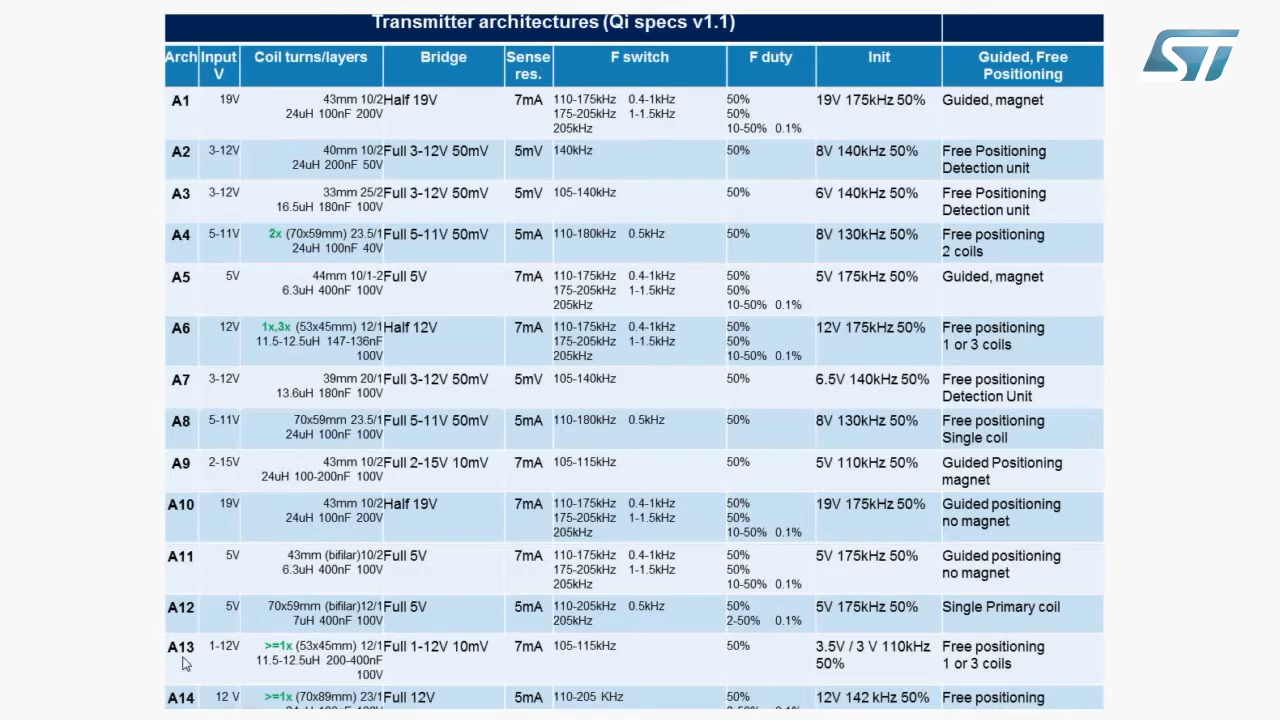 Transmitter architectures (Qi specs v1.1)
ST
Arch Input V Coil turns/layers Bridge Sense res. F switch F duty Init Guided, Free Positioning
A1 19V 43mm 10/2 Half 19V 7mA 110-175kHz 0.4-1kHz 50% 19V 175kHz 50% Guided, magnet
24uH 100nF 200V 175-205kHz 1-1.5kHz 50%
205kHz 10-50% 0.1%
A2 3-12V 40mm 10/2 Full 3-12V 50mV 5mV 140kHz 50% 8V 140kHz 50% Free Positioning
24uH 200nF 50V Detection unit
A3 3-12V 33mm 25/2 Full 3-12V 50mV 5mV 105-140kHz 50% 6V 140kHz 50% Free Positioning
16.5uH 180nF 100V Detection unit
A4 5-11V 2x (70x59mm) 23.5/1 Full 5-11V 50mV 5mA 110-180kHz 0.5kHz 50% 8V 130kHz 50% Free positioning
24uH 100nF 40V 2 coils
A5 5V 44mm 10/1-2 Full 5V 7mA 110-175kHz 0.4-1kHz 50% 5V 175kHz 50% Guided, magnet
6.3uH 400nF 100V 175-205kHz 1-1.5kHz 50%
205kHz 10-50% 0.1%
A6 12V 1x,3x (53x45mm) 12/1 Half 12V 7mA 110-175kHz 0.4-1kHz 50% 12V 175kHz 50% Free positioning
11.5-12.5uH 147-136nF 175-205kHz 1-1.5kHz 50% 1 or 3 coils
100V 205kHz 10-50% 0.1%
A7 3-12V 39mm 20/1 Full 3-12V 50mV 5mV 105-140kHz 50% 6.5V 140kHz 50% Free positioning
13.6uH 180nF 100V Detection Unit
A8 5-11V 70x59mm 23.5/1 Full 5-11V 50mV 5mA 110-180kHz 0.5kHz 50% 8V 130kHz 50% Free positioning
24uH 100nF 100V Single coil
A9 2-15V 43mm 10/2 Full 2-15V 10mV 7mA 105-115kHz 50% 5V 110kHz 50% Guided Positioning
24uH 100-200nF 100V magnet
A10 19V 43mm 10/2 Half 19V 7mA 110-175kHz 0.4-1kHz 50% 19V 175kHz 50% Guided positioning
24uH 100nF 200V 175-205kHz 1-1.5kHz 50% no magnet
205kHz 10-50% 0.1%
A11 5V 43mm (bifilar)10/2 Full 5V 7mA 110-175kHz 0.4-1kHz 50% 5V 175kHz 50% Guided positioning
6.3uH 400nF 100V 175-205kHz 1-1.5kHz 50% no magnet
205kHz 10-50% 0.1%
A12 5V 70x59mm (bifilar)12/1 Full 5V 5mA 110-205kHz 0.5kHz 50% 5V 175kHz 50% Single Primary coil
7uH 400nF 100V 205kHz 2-50% 0.1%
A13 1-12V >=1x (53x45mm) 12/1 Full 1-12V 10mV 7mA 105-115kHz 50% 3.5V / 3 V 110kHz Free positioning
11.5-12.5uH 200-400nF 50% 1 or 3 coils
100V
A14 12 V >=1x (70x89mm) 23/1 Full 12V 5mA 110-205 KHz 50% 12V 142 kHz 50% Free positioning